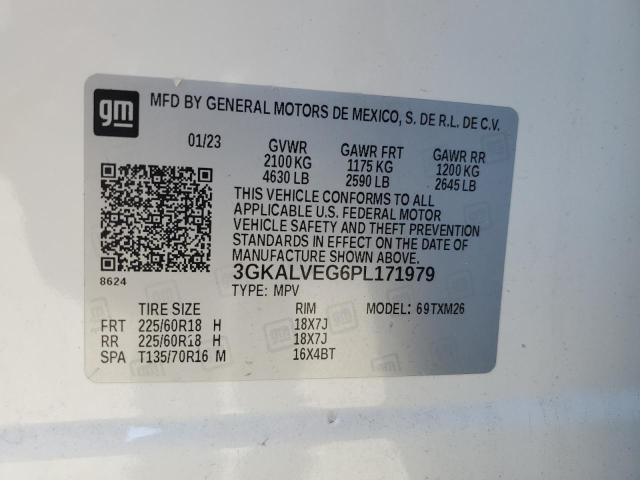 gm
MFD BY GENERAL MOTORS DE MEXICO, S. DE R.L. DE C.V.
01/23 GVWR GAWR FRT GAWR RR
2100 KG 1175 KG 1200 KG
4630 LB 2590 LB 2645 LB
THIS VEHICLE CONFORMS TO ALL
APPLICABLE U.S. FEDERAL MOTOR
VEHICLE SAFETY AND THEFT PREVENTION
STANDARDS IN EFFECT ON THE DATE OF
MANUFACTURE SHOWN ABOVE.
3GKALVEG6PL171979
8624
TYPE: MPV
TIRE SIZE RIM MODEL: 69TXM26
FRT 225/60R18 H 18X7J
RR 225/60R18 H 18X7J
SPA T135/70R16 M 16X4BT